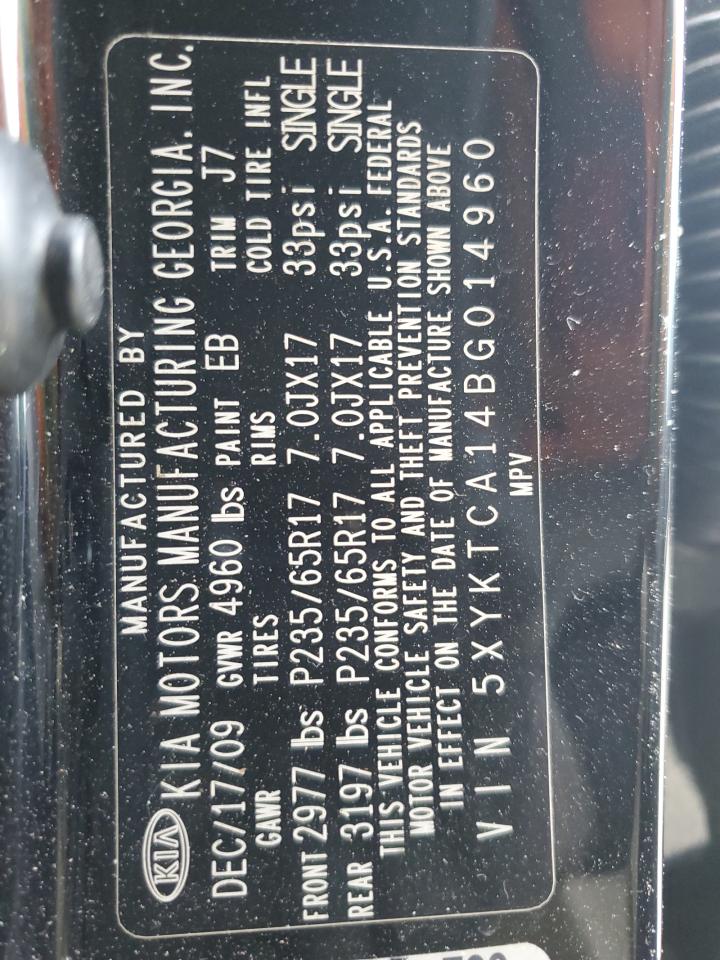 MANUFACTURED BY
KIA KIA MOTORS MANUFACTURING GEORGIA. INC.
DEC/17/09 GVWR 4960 lbs PAINT EB TRIM J7
GAWR TIRES RIMS COLD TIRE INFL
FRONT 2977 lbs P235/65R17 7.0JX17 33psi SINGLE
REAR 3197 lbs P235/65R17 7.0JX17 33psi SINGLE
THIS VEHICLE CONFORMS TO ALL APPLICABLE U.S.A. FEDERAL
MOTOR VEHICLE SAFETY AND THEFT PREVENTION STANDARDS
IN EFFECT ON THE DATE OF MANUFACTURE SHOWN ABOVE
VIN 5XYKTCA14BG014960
MPV